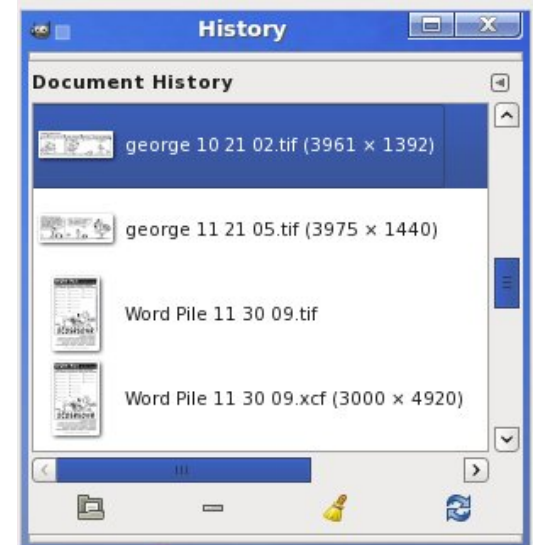 History
Document History
george 10 21 02.tif (3961 × 1392)
george 11 21 05.tif (3975 × 1440)
Word Pile 11 30 09.tif
Word Pile 11 30 09.xcf (3000 × 4920)